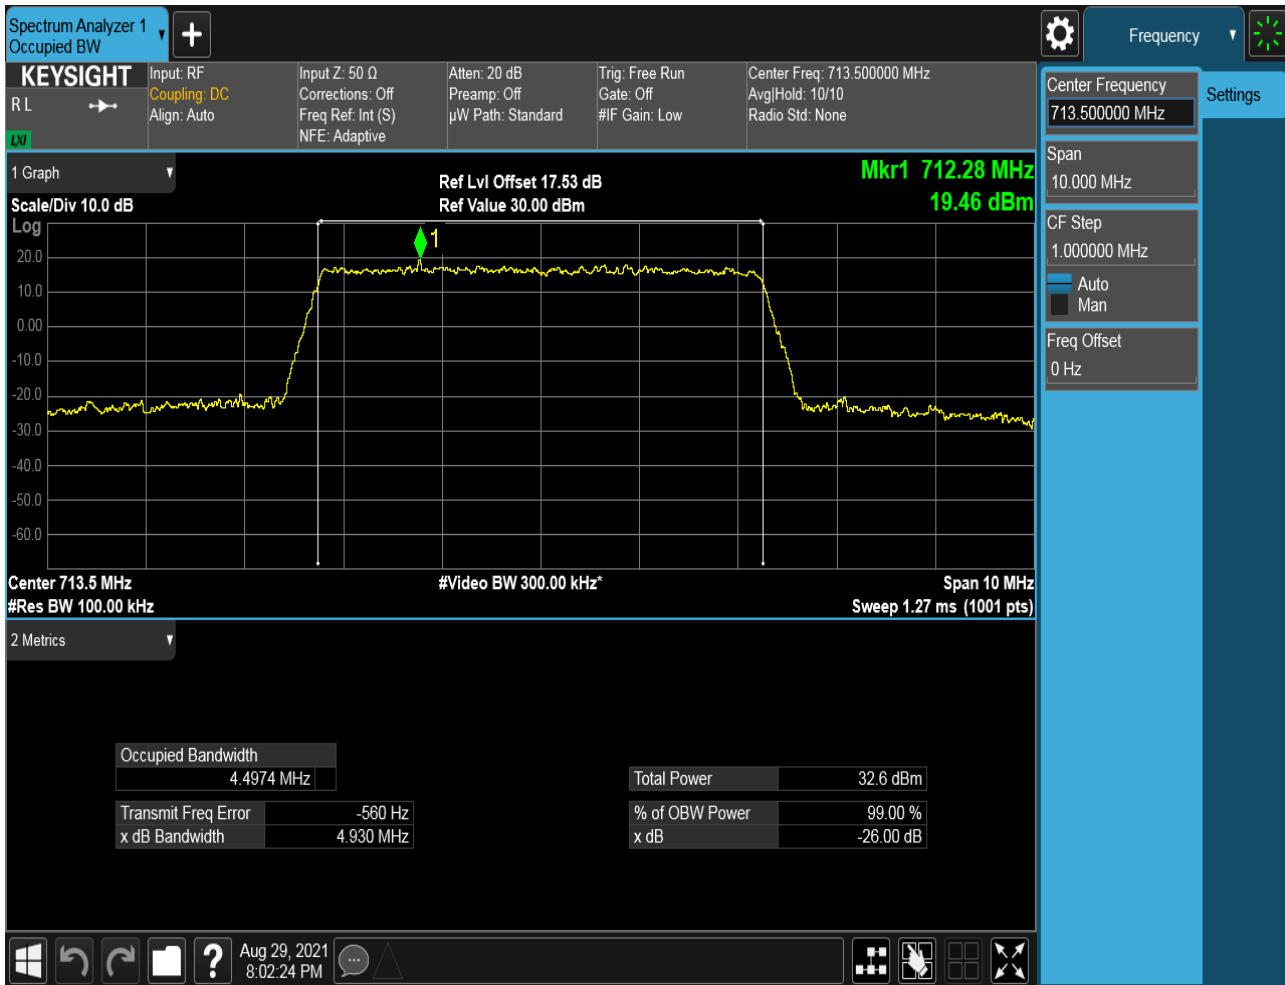 Spectrum Analyzer 1
Occupied BW
+
Frequency
KEYSIGHT
R L
LXI
Input: RF
Coupling: DC
Align: Auto
Input Z: 50 Ω
Corrections: Off
Freq Ref: Int (S)
NFE: Adaptive
Atten: 20 dB
Preamp: Off
µW Path: Standard
Trig: Free Run
Gate: Off
#IF Gain: Low
Center Freq: 713.500000 MHz
Avg|Hold: 10/10
Radio Std: None
Center Frequency
713.500000 MHz
Settings
Span
10.000 MHz
CF Step
1.000000 MHz
Auto
Man
Freq Offset
0 Hz
1 Graph
Scale/Div 10.0 dB
Log
Ref Lvl Offset 17.53 dB
Ref Value 30.00 dBm
Mkr1 712.28 MHz
19.46 dBm
1
20.0
10.0
0.00
-10.0
-20.0
-30.0
-40.0
-50.0
-60.0
Center 713.5 MHz
#Res BW 100.00 kHz
#Video BW 300.00 kHz*
Span 10 MHz
Sweep 1.27 ms (1001 pts)
2 Metrics
Occupied Bandwidth
4.4974 MHz
Transmit Freq Error -560 Hz
x dB Bandwidth 4.930 MHz
Total Power 32.6 dBm
% of OBW Power 99.00 %
x dB -26.00 dB
?
Aug 29, 2021
8:02:24 PM